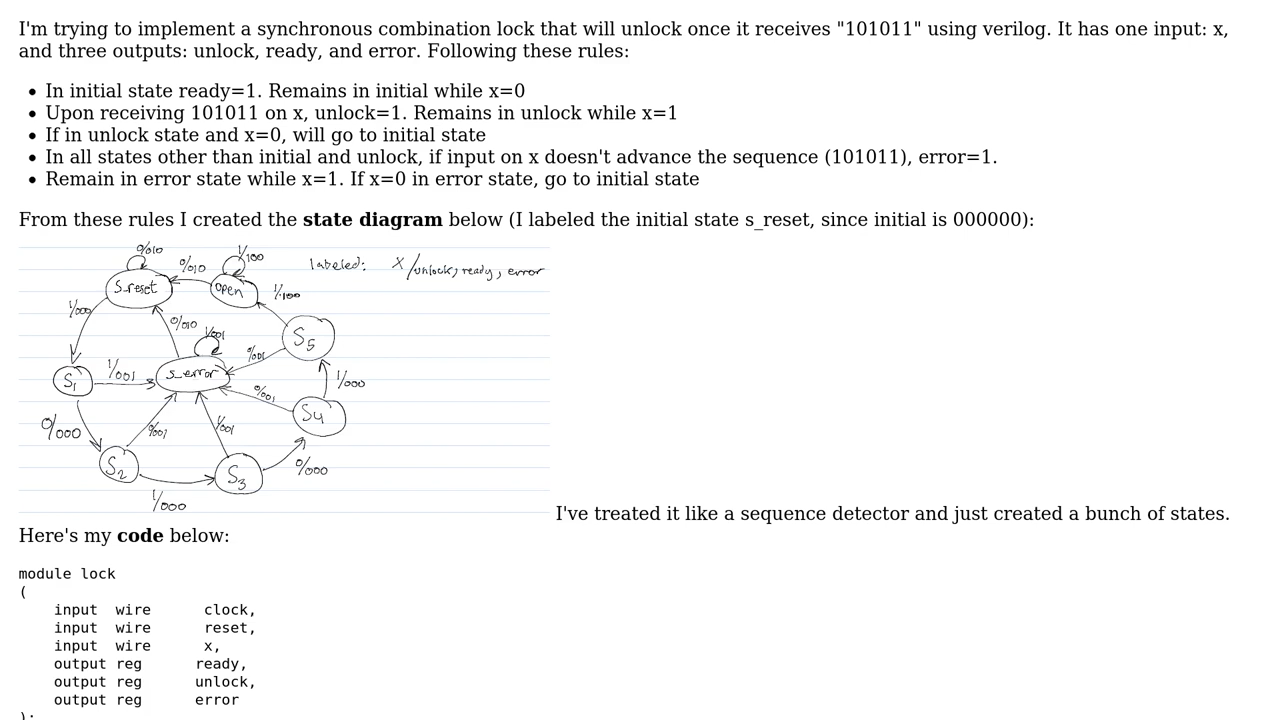 I'm trying to implement a synchronous combination lock that will unlock once it receives "101011" using verilog. It has one input: x,
and three outputs: unlock, ready, and error. Following these rules:
• In initial state ready=1. Remains in initial while x=0
• Upon receiving 101011 on x, unlock=1. Remains in unlock while x=1
• If in unlock state and x=0, will go to initial state
• In all states other than initial and unlock, if input on x doesn't advance the sequence (101011), error=1.
• Remain in error state while x=1. If x=0 in error state, go to initial state
From these rules I created the state diagram below (I labeled the initial state s_reset, since initial is 000000):
0/010 1/100
0/010 labeled: x/unlock, ready, error
s_reset open 1/100
1/000 0/010 1/001 S5
0/001
S1 1/001 s_error 1/000
0/001 S4
0/000 0/001 1/001
S2 S3 0/000
1/000
I've treated it like a sequence detector and just created a bunch of states.
Here's my code below:
module lock
(
input wire clock,
input wire reset,
input wire x,
output reg ready,
output reg unlock,
output reg error
);